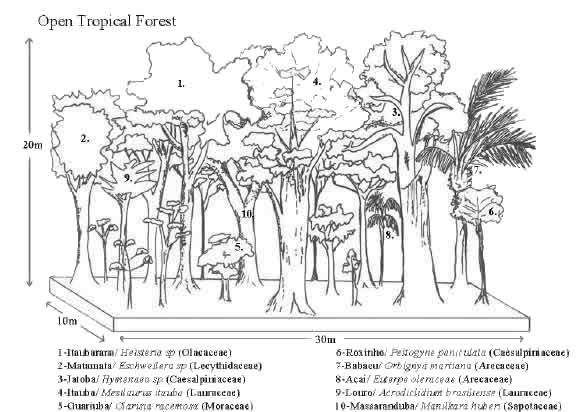 Open Tropical Forest
1.
4.
3.
2.
20m
7.
9.
10.
6.
5.
8.
10m
30m
1-Itaubarana/ Heisteria sp (Olacaceae)
2-Matamata/ Eschweilera sp (Lecythidaceae)
3-Jatoba/ Hymenaea sp (Caesalpiniaceae)
4-Itauba/ Mezilaurus itauba (Lauraceae)
5-Guariuba/ Clarisia racemosa (Moraceae)
6-Roxinho/ Peltogyne paniculata (Caesalpiniaceae)
7-Babacu/ Orbignya martiana (Arecaceae)
8-Acai/ Euterpe oleraceae (Arecaceae)
9-Louro/ Acrodiclidium brasiliense (Lauraceae)
10-Massaranduba/ Manilkara huberi (Sapotaceae)